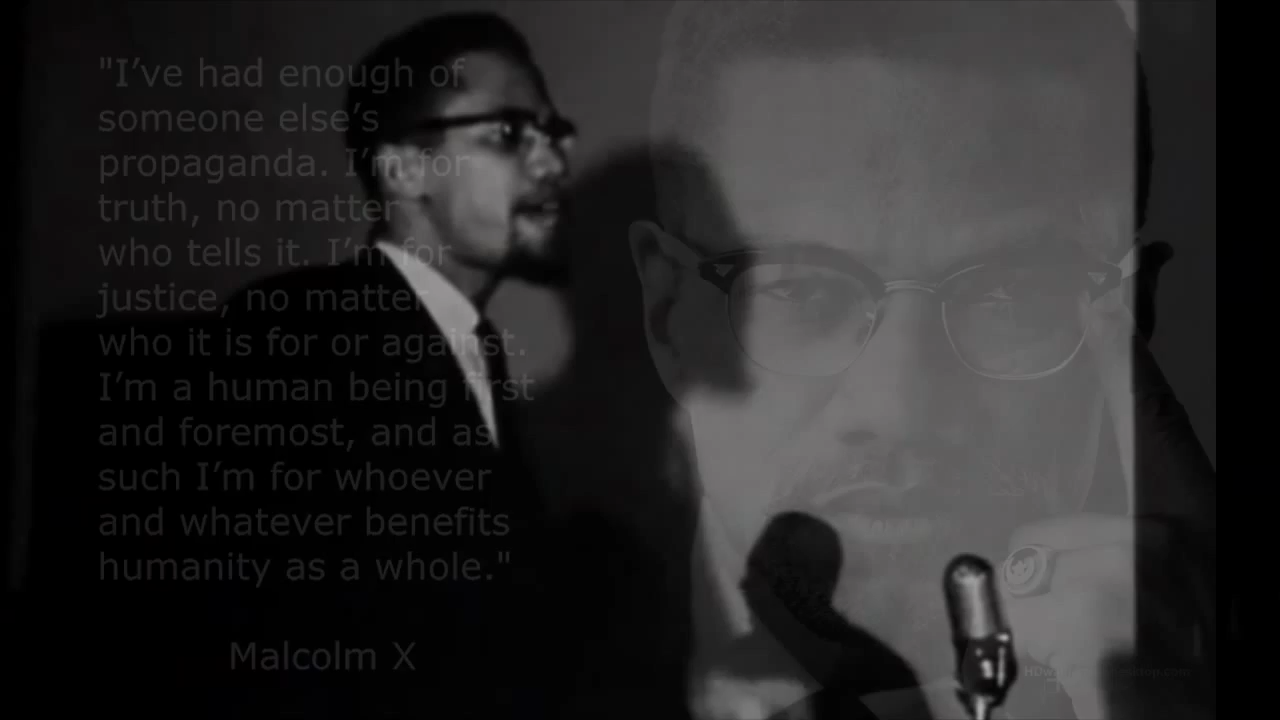 "I’ve had enough of
someone else’s
propaganda. I’m for
truth, no matter
who tells it. I’m for
justice, no matter
who it is for or against.
I’m a human being first
and foremost, and as
such I’m for whoever
and whatever benefits
humanity as a whole."
Malcolm X